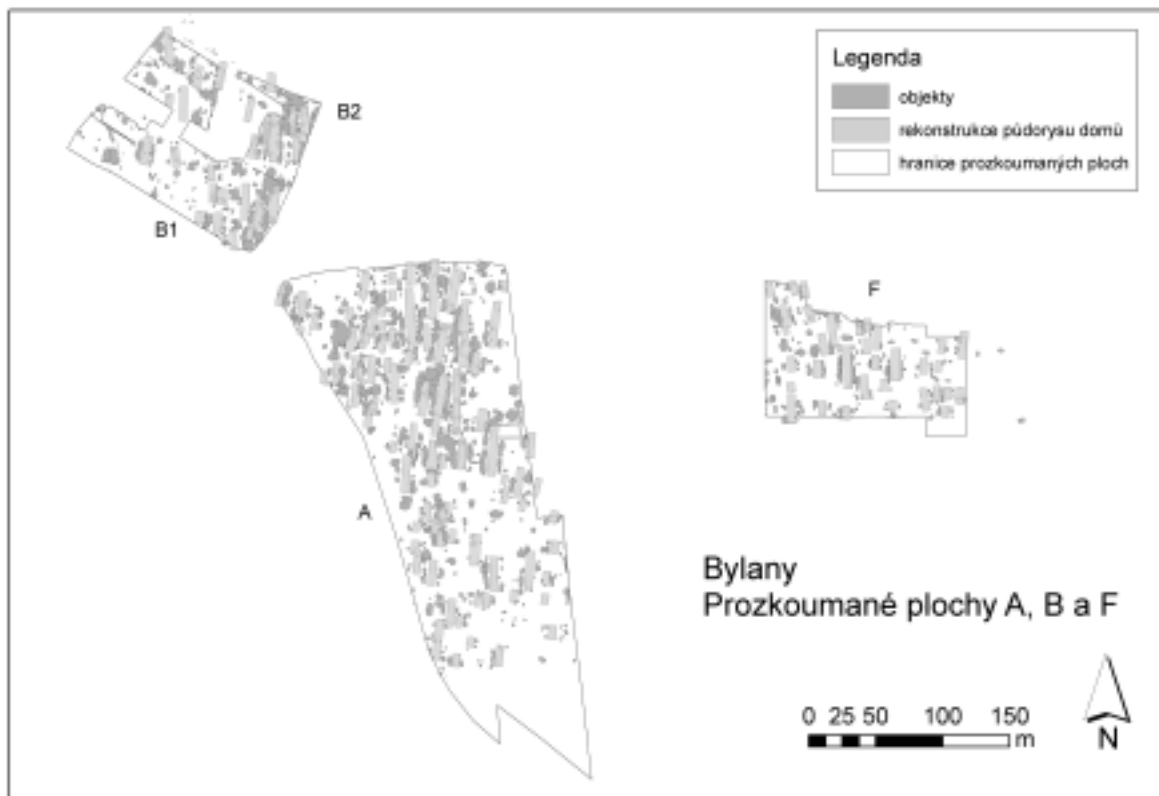 B2
B1
A
F
Legenda
objekty
rekonstrukce půdorysu domů
hranice prozkoumaných ploch
Bylany
Prozkoumané plochy A, B a F
0 25 50 100 150
m
N